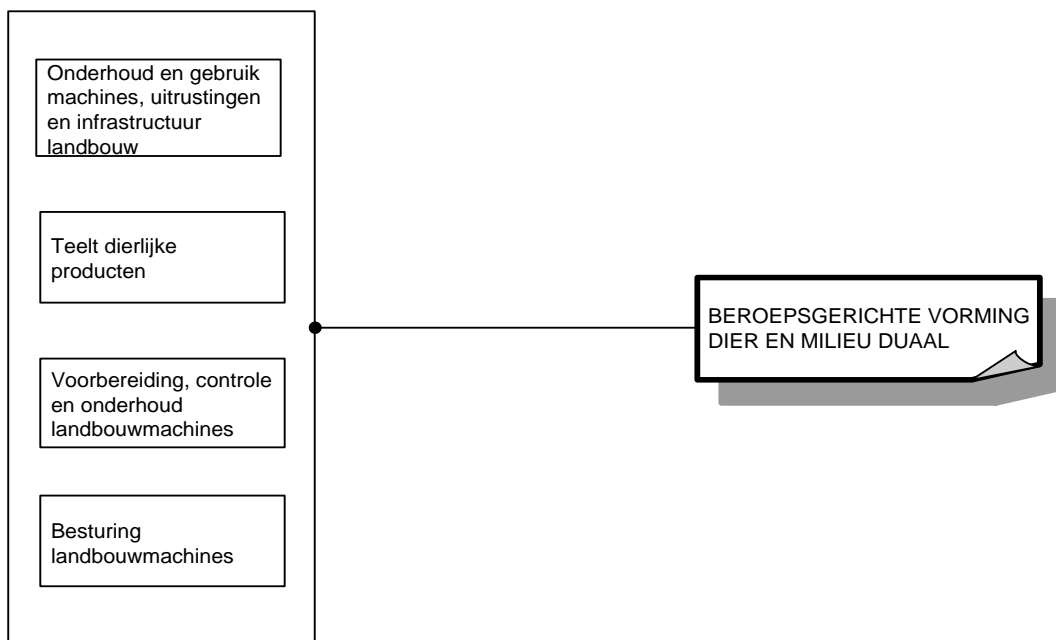 Onderhoud en gebruik
machines, uitrustingen
en infrastructuur
landbouw
Teelt dierlijke
producten
Voorbereiding, controle
en onderhoud
landbouwmachines
Besturing
landbouwmachines
BEROEPSGERICHTE VORMING
DIER EN MILIEU DUAAL